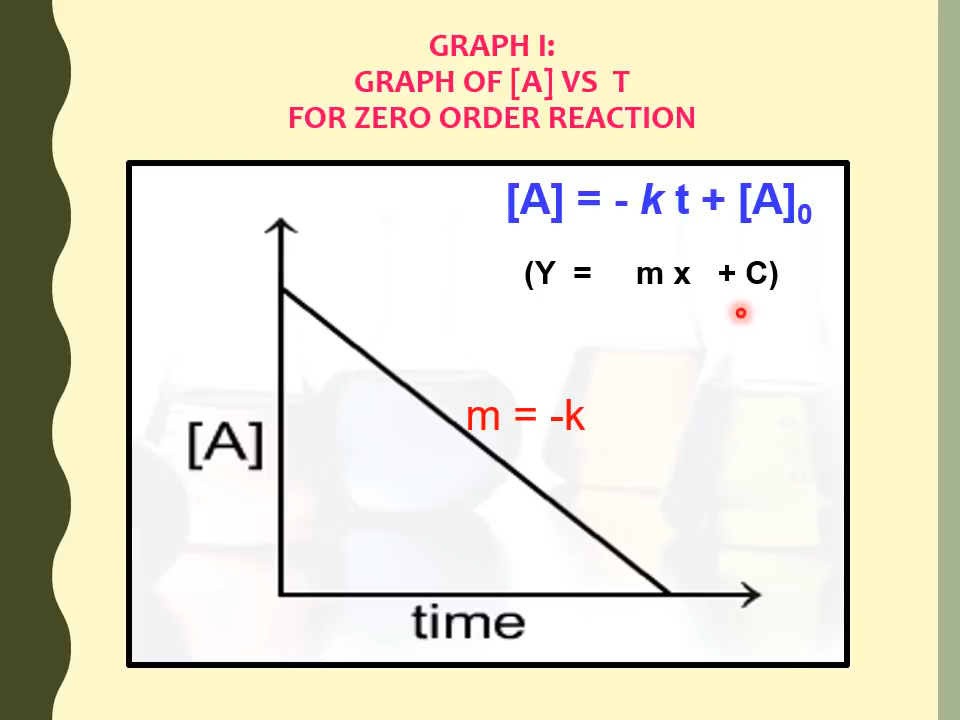 GRAPH I:
GRAPH OF [A] VS T
FOR ZERO ORDER REACTION
[A] = - k t + [A]₀
(Y = m x + C)
m = -k
[A]
time